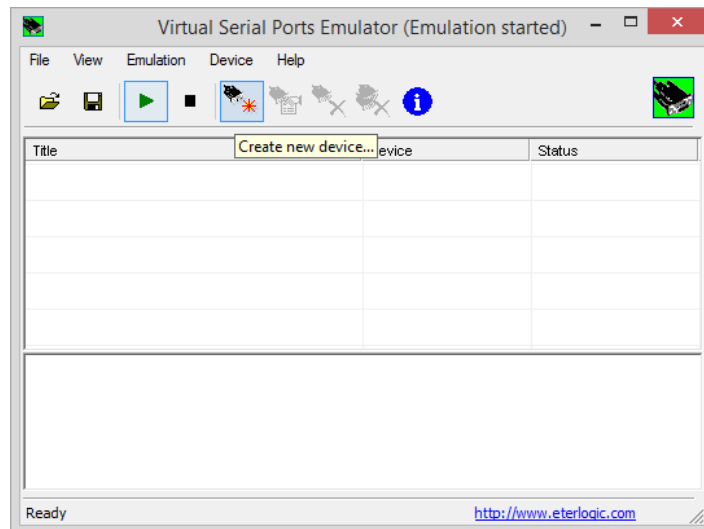 Virtual Serial Ports Emulator (Emulation started)
File View Emulation Device Help
Create new device...
Title evice Status
Ready http://www.eterlogic.com